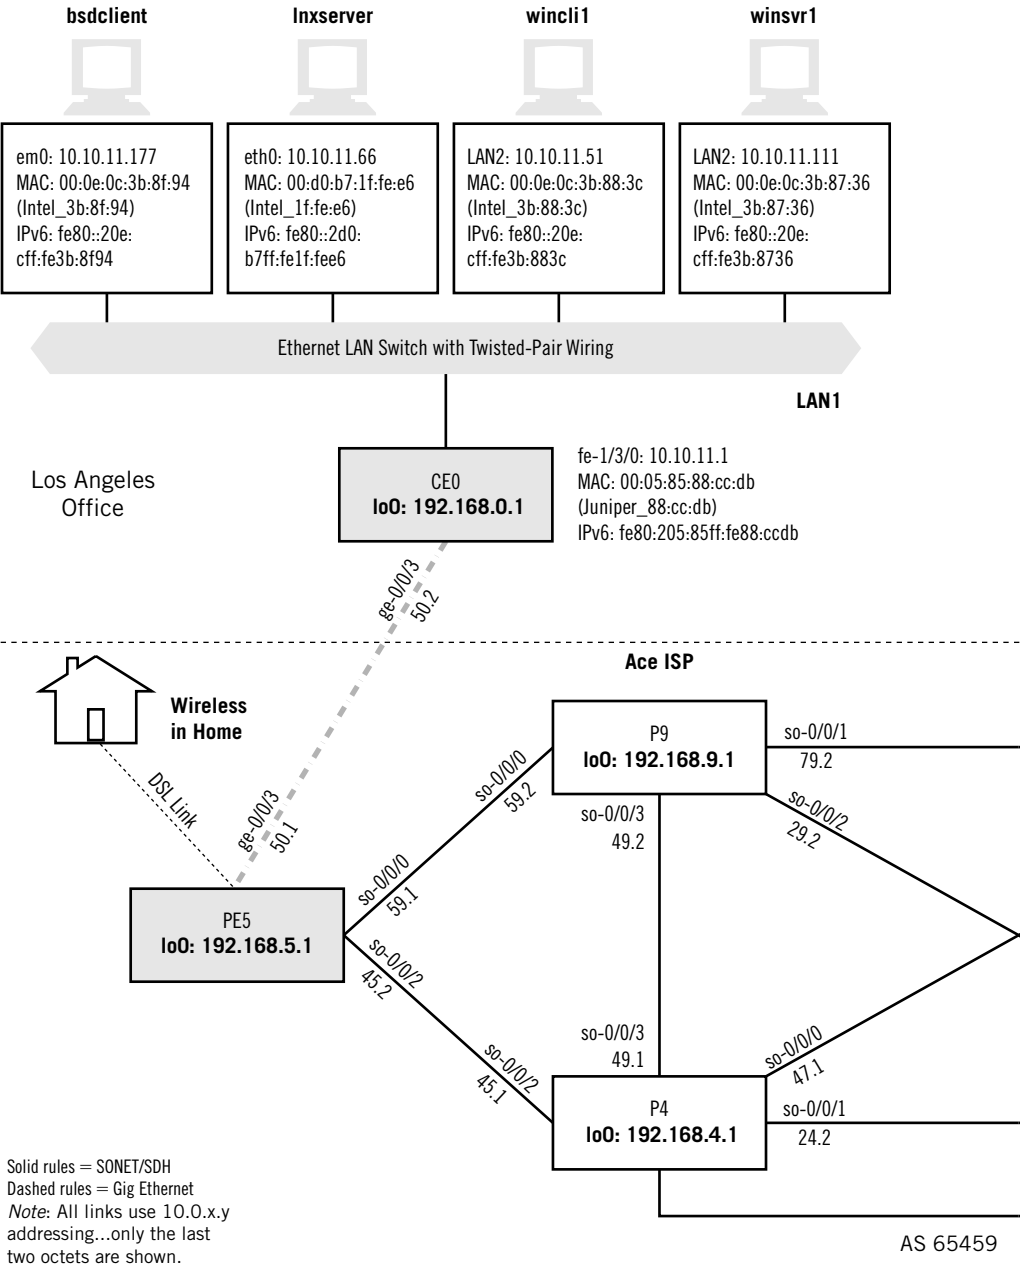 bsdclient
lnxserver
wincli1
winsvr1
em0: 10.10.11.177
MAC: 00:0e:0c:3b:8f:94
(Intel_3b:8f:94)
IPv6: fe80::20e:
cff:fe3b:8f94
eth0: 10.10.11.66
MAC: 00:d0:b7:1f:fe:e6
(Intel_1f:fe:e6)
IPv6: fe80::2d0:
b7ff:fe1f:fee6
LAN2: 10.10.11.51
MAC: 00:0e:0c:3b:88:3c
(Intel_3b:88:3c)
IPv6: fe80::20e:
cff:fe3b:883c
LAN2: 10.10.11.111
MAC: 00:0e:0c:3b:87:36
(Intel_3b:87:36)
IPv6: fe80::20e:
cff:fe3b:8736
Ethernet LAN Switch with Twisted-Pair Wiring
LAN1
Los Angeles
Office
CE0
lo0: 192.168.0.1
fe-1/3/0: 10.10.11.1
MAC: 00:05:85:88:cc:db
(Juniper_88:cc:db)
IPv6: fe80:205:85ff:fe88:ccdb
ge-0/0/3
50.2
Ace ISP
Wireless
in Home
DSL Link
ge-0/0/3
50.1
P9
lo0: 192.168.9.1
so-0/0/1
79.2
so-0/0/0
59.2
so-0/0/3
49.2
so-0/0/2
29.2
so-0/0/0
59.1
PE5
lo0: 192.168.5.1
so-0/0/2
45.2
so-0/0/2
45.1
so-0/0/3
49.1
so-0/0/0
47.1
P4
lo0: 192.168.4.1
so-0/0/1
24.2
Solid rules = SONET/SDH
Dashed rules = Gig Ethernet
Note: All links use 10.0.x.y
addressing...only the last
two octets are shown.
AS 65459